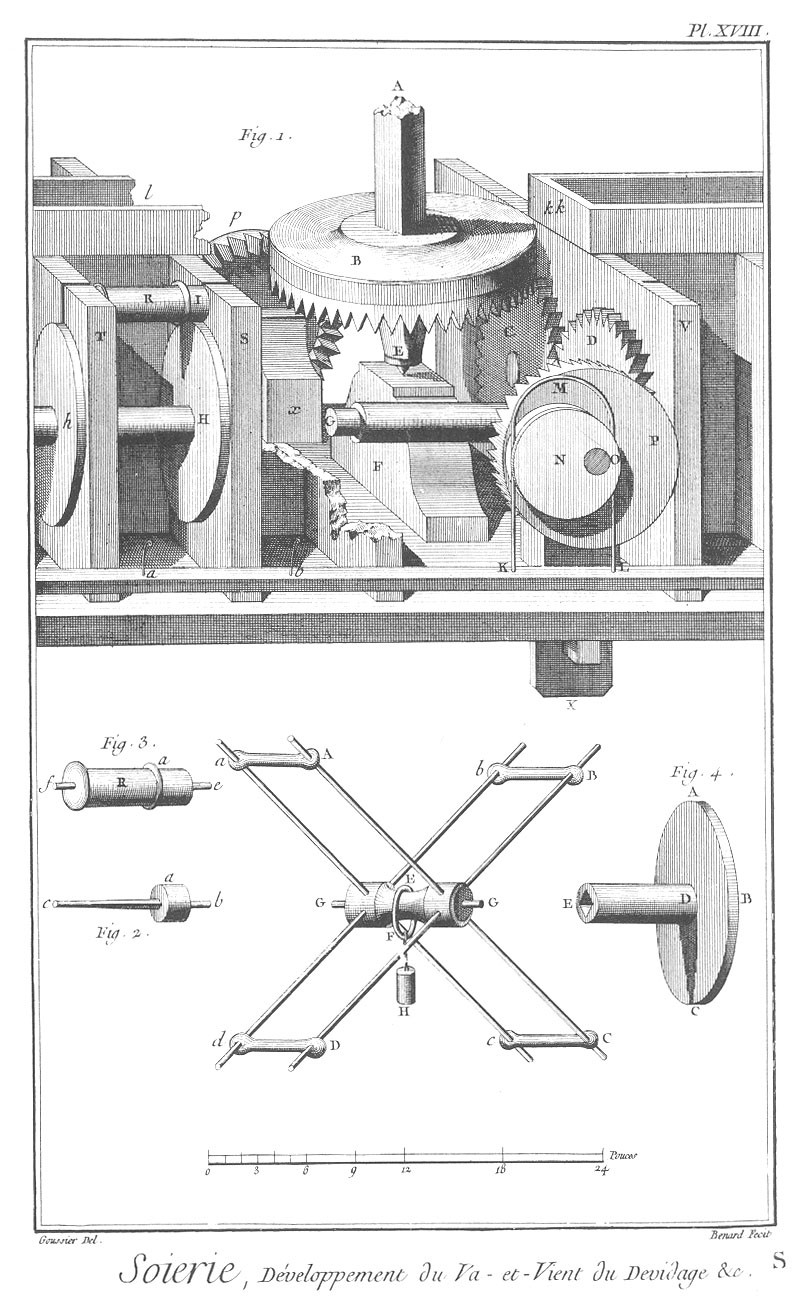 Pl. XVIII.
A
Fig. 1.
l
p
kk
B
R I
T S C D V
E
M
h H x G N O P
F
a b K L
X
Fig. 3.
a
f R e
a
c b
Fig. 2.
a A b B
E
G G
F
H
d D c C
Fig. 4.
A
E D B
C
0 3 6 9 12 18 24 Pouces
Goussier Del. Benard Fecit
Soierie, Développement du Va-et-Vient du Devidage &c. S